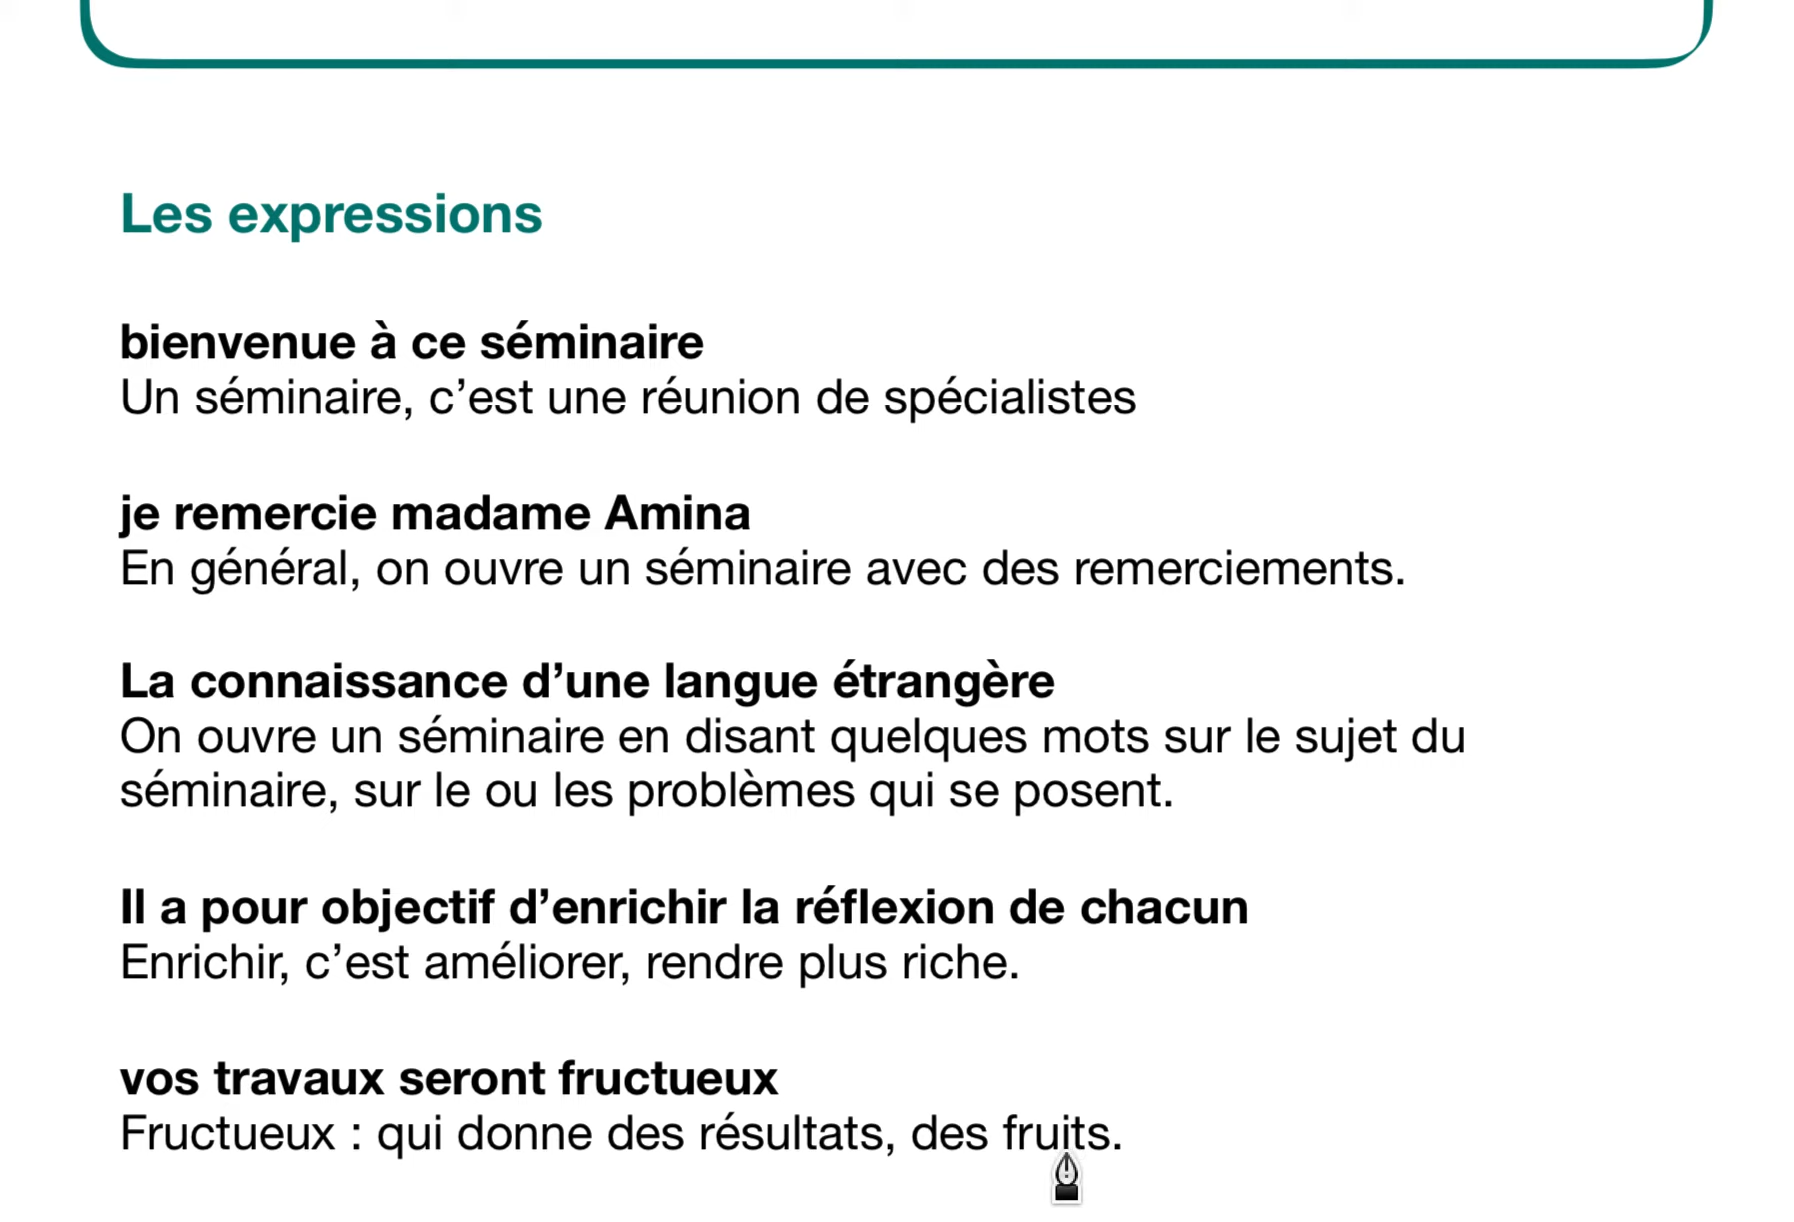 Les expressions
bienvenue à ce séminaire
Un séminaire, c’est une réunion de spécialistes
je remercie madame Amina
En général, on ouvre un séminaire avec des remerciements.
La connaissance d’une langue étrangère
On ouvre un séminaire en disant quelques mots sur le sujet du
séminaire, sur le ou les problèmes qui se posent.
Il a pour objectif d’enrichir la réflexion de chacun
Enrichir, c’est améliorer, rendre plus riche.
vos travaux seront fructueux
Fructueux : qui donne des résultats, des fruits.